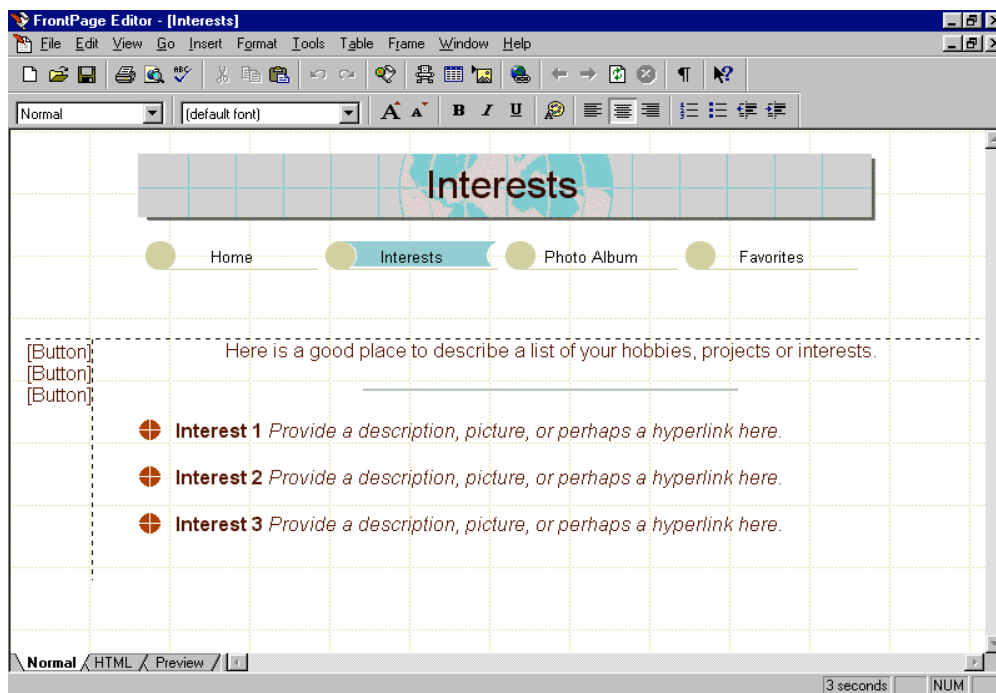 FrontPage Editor - [Interests]
File Edit View Go Insert Format Tools Table Frame Window Help
ABC
Normal (default font) A A B I U
Interests
Home Interests Photo Album Favorites
[Button] Here is a good place to describe a list of your hobbies, projects or interests.
[Button]
[Button]
Interest 1 Provide a description, picture, or perhaps a hyperlink here.
Interest 2 Provide a description, picture, or perhaps a hyperlink here.
Interest 3 Provide a description, picture, or perhaps a hyperlink here.
Normal HTML Preview
3 seconds NUM